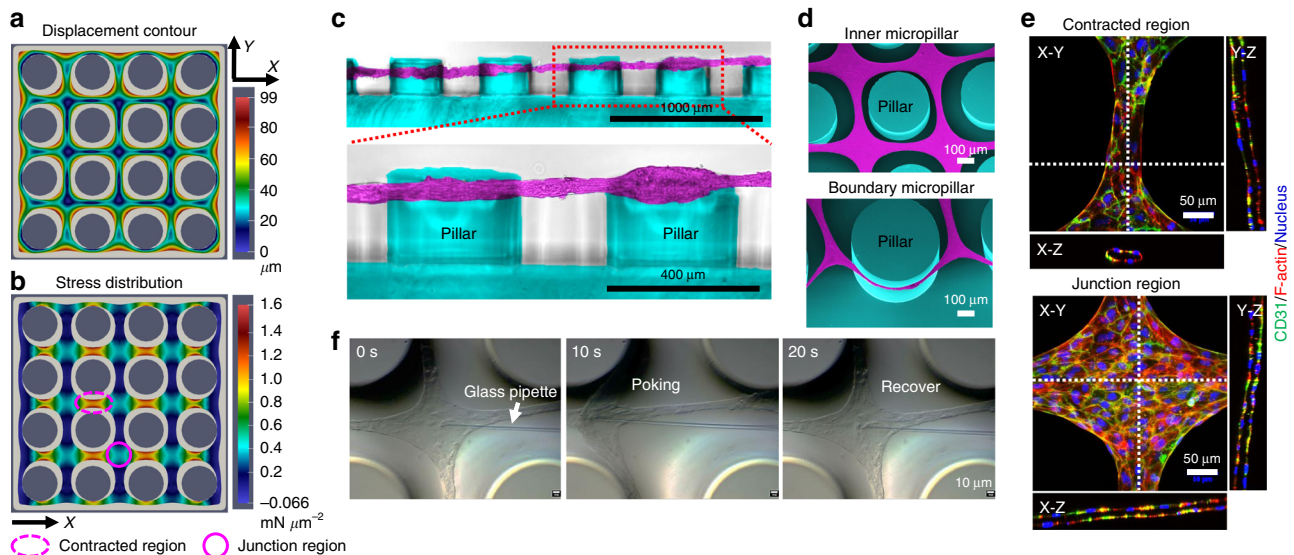 a
Displacement contour
Y
X
99
80
60
40
20
0
μm
b
Stress distribution
1.6
1.4
1.2
1.0
0.8
0.6
0.4
0.2
–0.066
mN μm⁻²
X
Contracted region
Junction region
c
1000 μm
Pillar
Pillar
400 μm
d
Inner micropillar
Pillar
100 μm
Boundary micropillar
Pillar
100 μm
e
Contracted region
X-Y
Y-Z
50 μm
X-Z
Junction region
X-Y
Y-Z
50 μm
X-Z
CD31/F-actin/Nucleus
f
0 s
Glass pipette
10 s
Poking
20 s
Recover
10 μm